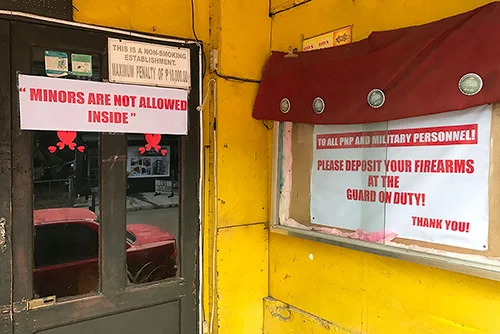 THIS IS A NON-SMOKING
ESTABLISHMENT.
MAXIMUM PENALTY OF P10,000.00
" MINORS ARE NOT ALLOWED
INSIDE "
TO ALL PNP AND MILITARY PERSONNEL!
PLEASE DEPOSIT YOUR FIREARMS
AT THE
GUARD ON DUTY!
THANK YOU!